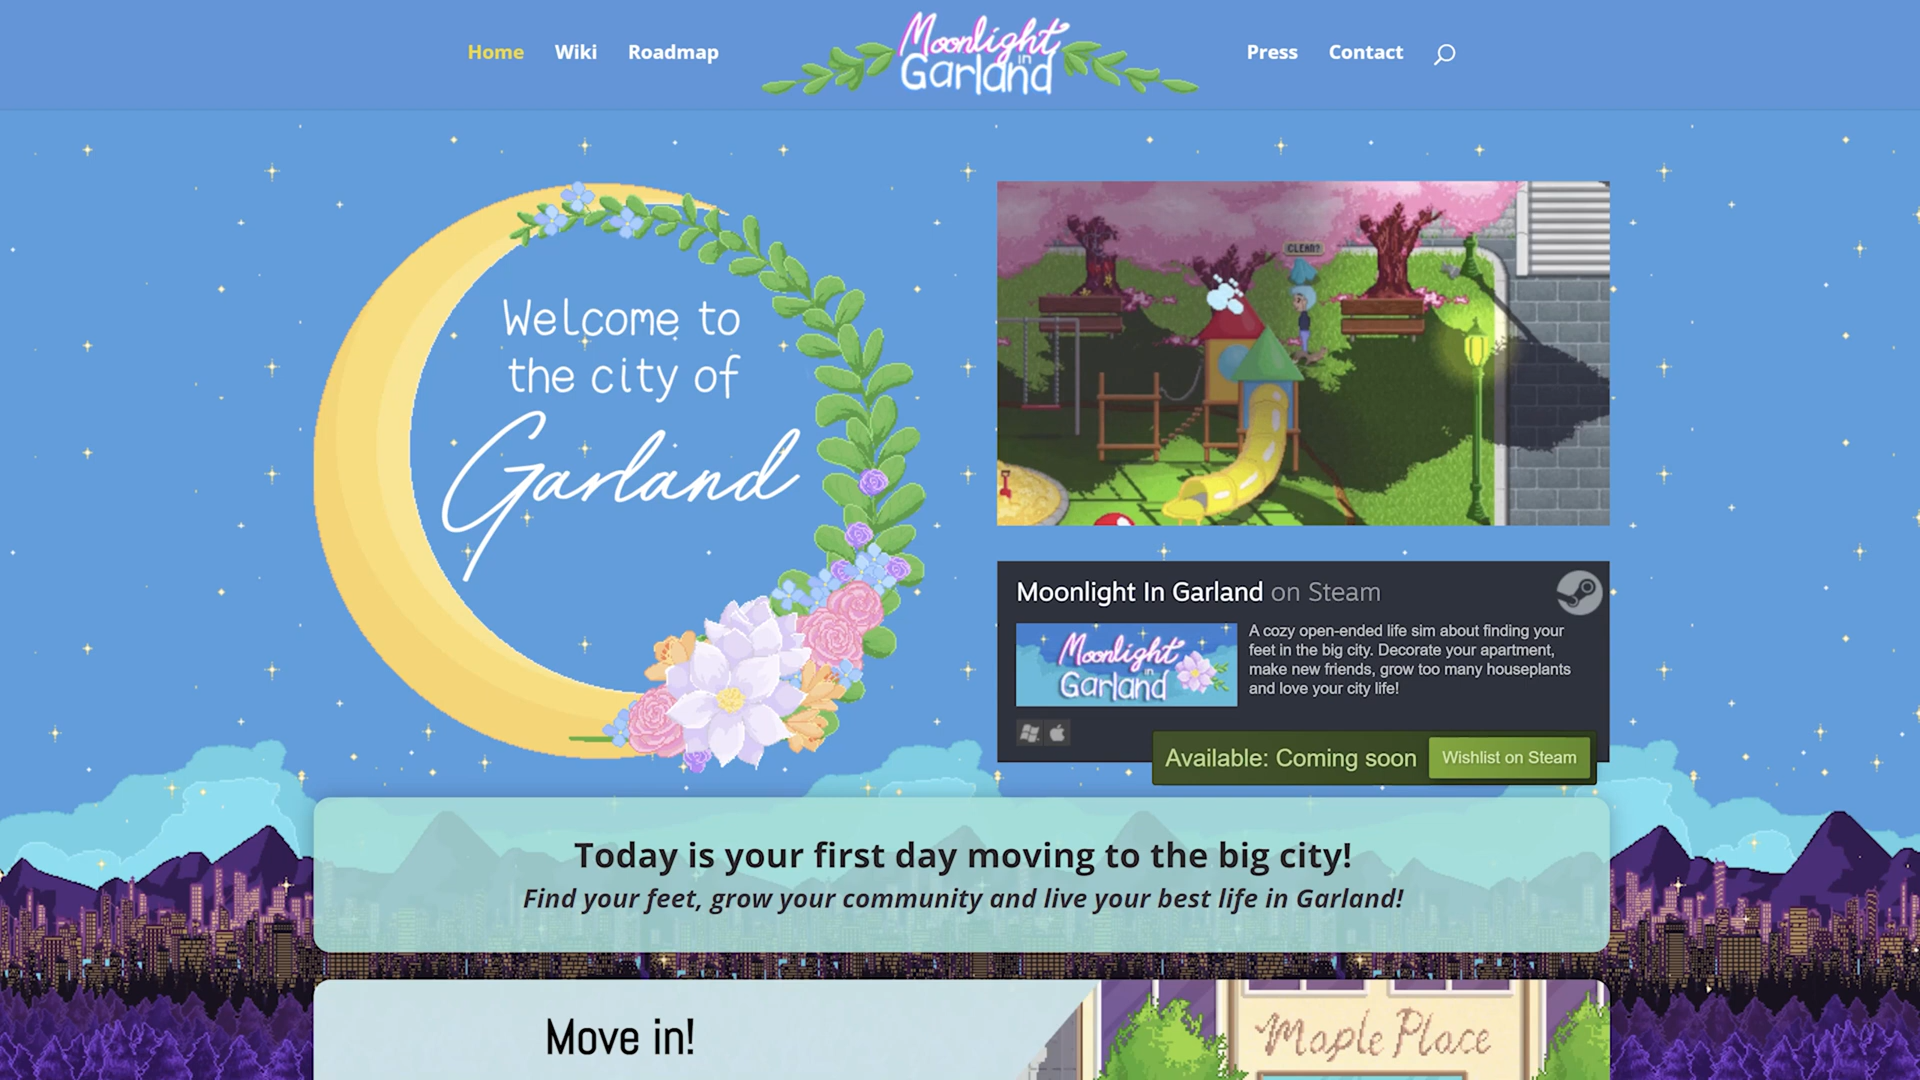 Home Wiki Roadmap
Moonlight
in
Garland
Press Contact
Welcome to
the city of
Garland
CLEAN?
Moonlight In Garland on Steam
Moonlight
in
Garland
A cozy open-ended life sim about finding your
feet in the big city. Decorate your apartment,
make new friends, grow too many houseplants
and love your city life!
Available: Coming soon
Wishlist on Steam
Today is your first day moving to the big city!
Find your feet, grow your community and live your best life in Garland!
Move in!
Maple Place